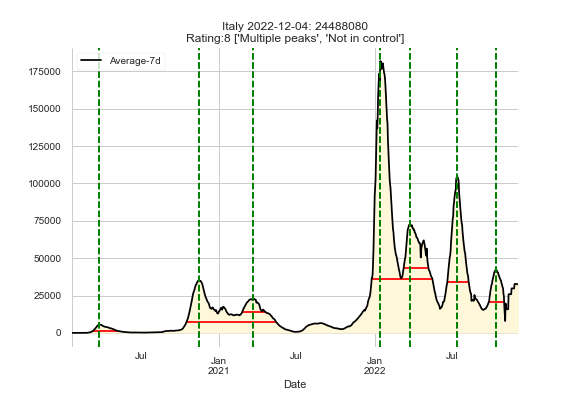 Italy 2022-12-04: 24488080
Rating:8 ['Multiple peaks', 'Not in control']
Average-7d
175000
150000
125000
100000
75000
50000
25000
0
Jul
Jan
2021
Jul
Jan
2022
Jul
Date